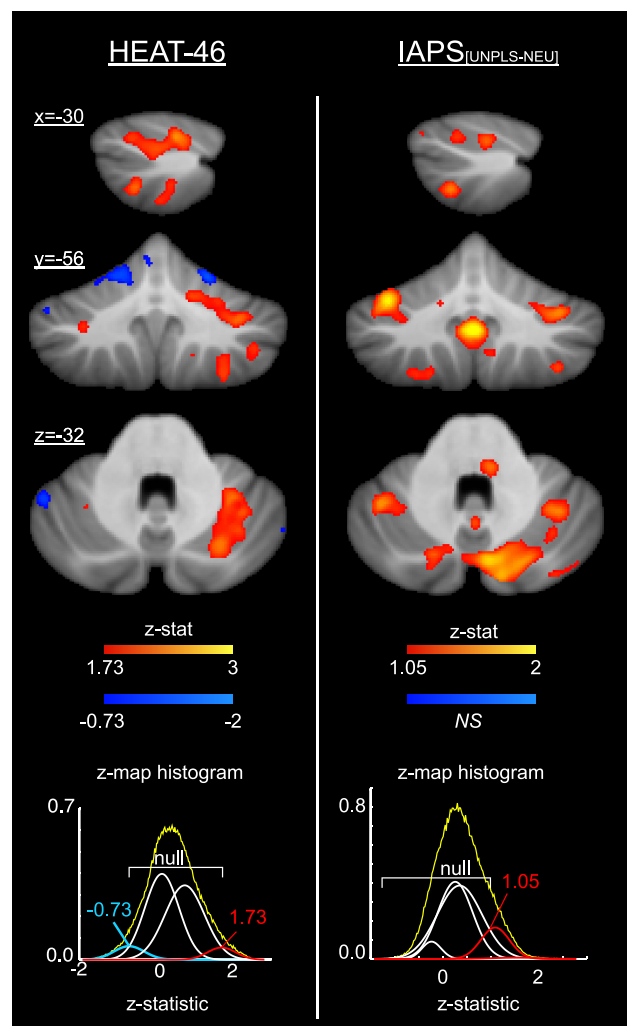 HEAT-46
IAPS[UNPLS-NEU]
x=-30
y=-56
z=-32
z-stat
1.73 3
-0.73 -2
z-stat
1.05 2
NS
z-map histogram
0.7
null
-0.73
1.73
0.0
-2 0 2
z-statistic
z-map histogram
0.8
null
1.05
0.0
0 2
z-statistic